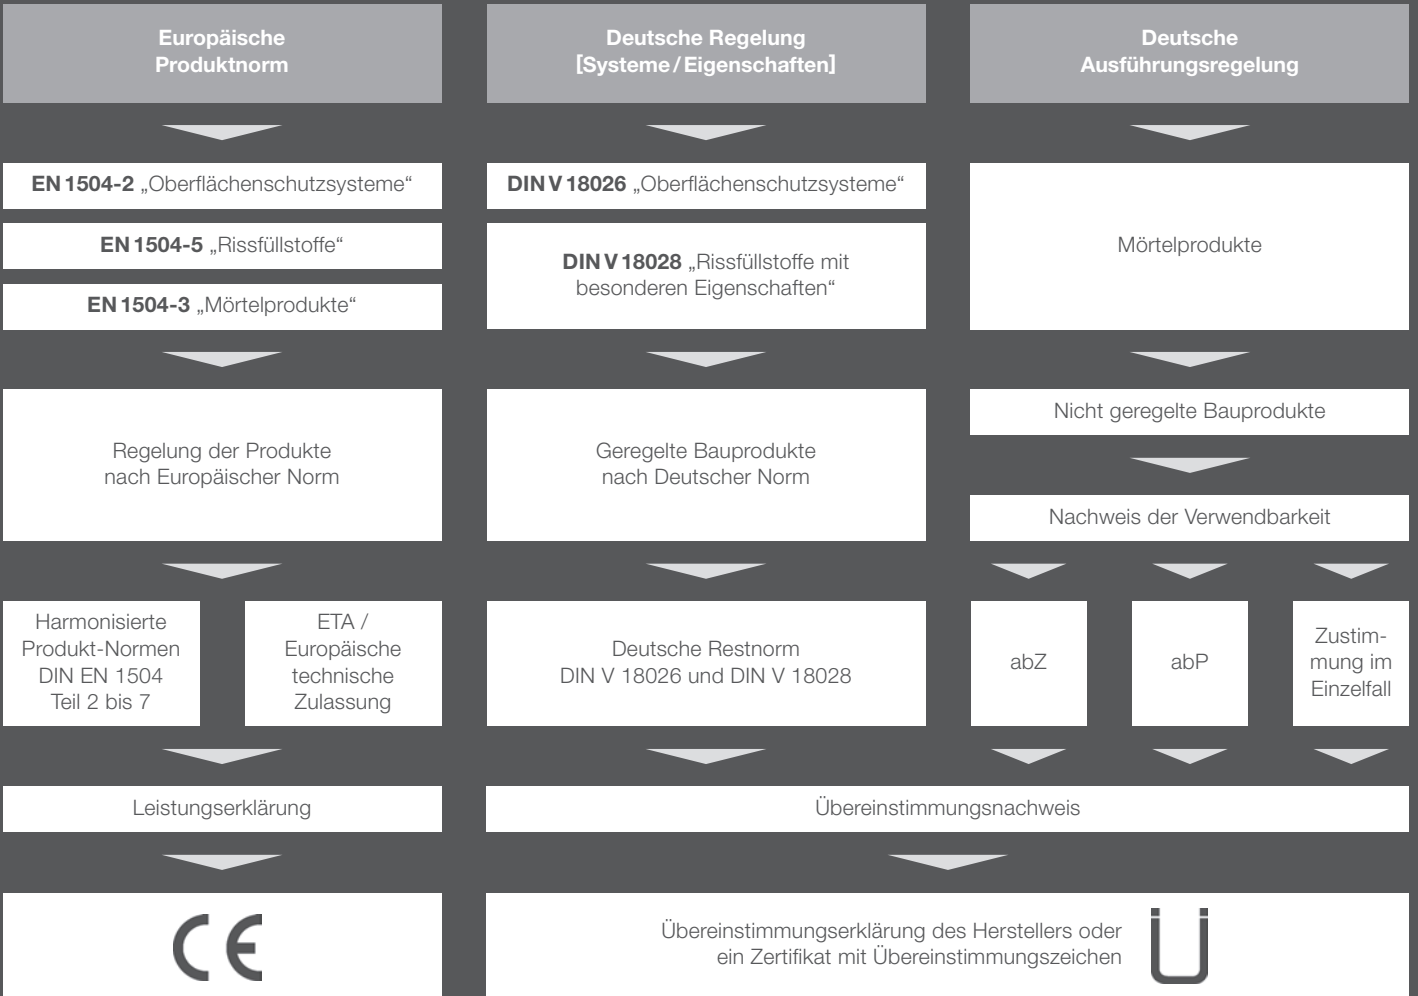 Europäische
Produktnorm
Deutsche Regelung
[Systeme / Eigenschaften]
Deutsche
Ausführungsregelung
EN 1504-2 „Oberflächenschutzsysteme“
EN 1504-5 „Rissfüllstoffe“
EN 1504-3 „Mörtelprodukte“
DIN V 18026 „Oberflächenschutzsysteme“
DIN V 18028 „Rissfüllstoffe mit
besonderen Eigenschaften“
Mörtelprodukte
Regelung der Produkte
nach Europäischer Norm
Geregelte Bauprodukte
nach Deutscher Norm
Nicht geregelte Bauprodukte
Nachweis der Verwendbarkeit
Harmonisierte
Produkt-Normen
DIN EN 1504
Teil 2 bis 7
ETA /
Europäische
technische
Zulassung
Deutsche Restnorm
DIN V 18026 und DIN V 18028
abZ
abP
Zustim-
mung im
Einzelfall
Leistungserklärung
Übereinstimmungsnachweis
CE
Übereinstimmungserklärung des Herstellers oder
ein Zertifikat mit Übereinstimmungszeichen
Ü